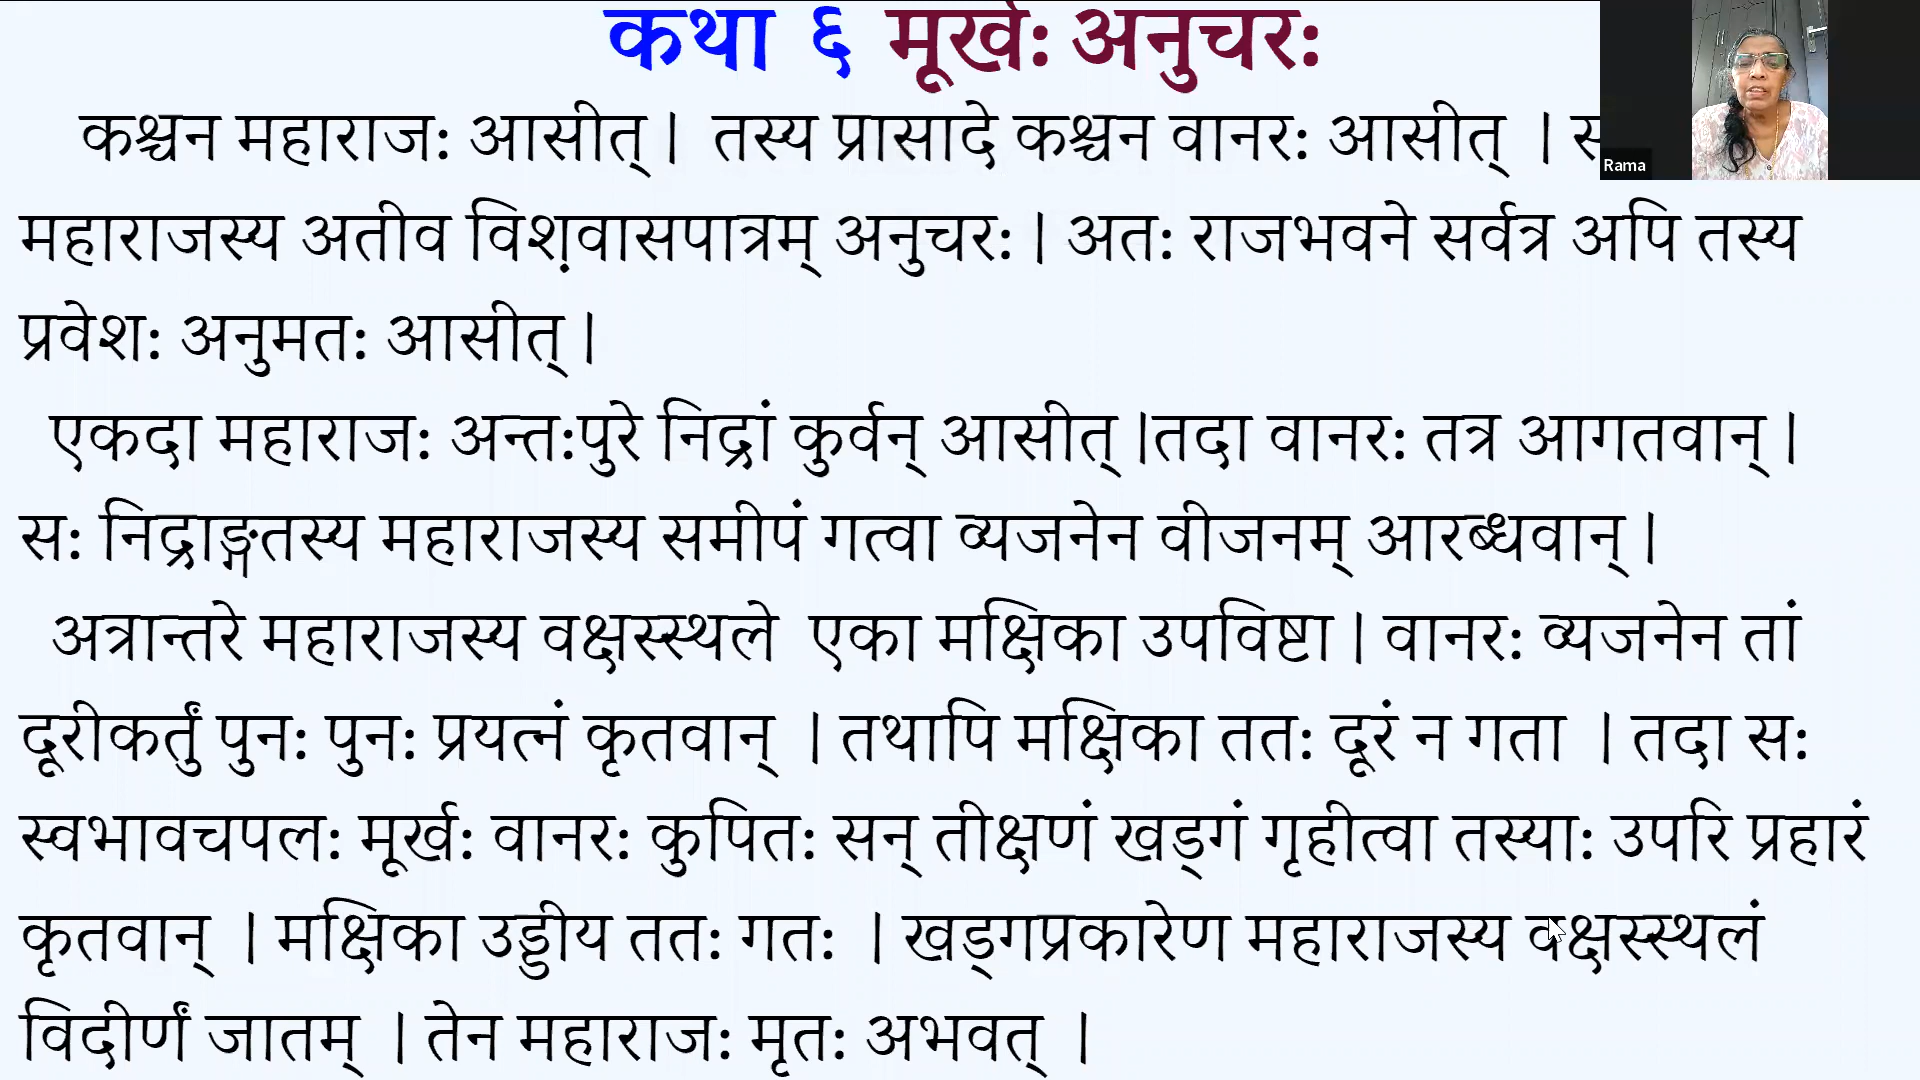 कथा ६ मूर्खः अनुचरः
कश्चन महाराजः आसीत् । तस्य प्रासादे कश्चन वानरः आसीत् ।
Rama
महाराजस्य अतीव विश़्वासपात्रम् अनुचरः । अतः राजभवने सर्वत्र अपि तस्य
प्रवेशः अनुमतः आसीत् ।
एकदा महाराजः अन्तःपुरे निद्रां कुर्वन् आसीत् ।तदा वानरः तत्र आगतवान् ।
सः निद्राङ्गतस्य महाराजस्य समीपं गत्वा व्यजनेन वीजनम् आरब्धवान् ।
अत्रान्तरे महाराजस्य वक्षस्स्थले एका मक्षिका उपविष्टा । वानरः व्यजनेन तां
दूरीकर्तुं पुनः पुनः प्रयत्नं कृतवान् । तथापि मक्षिका ततः दूरं न गता । तदा सः
स्वभावचपलः मूर्खः वानरः कुपितः सन् तीक्षणं खड्गं गृहीत्वा तस्याः उपरि प्रहारं
कृतवान् । मक्षिका उड्डीय ततः गतः । खड्गप्रकारेण महाराजस्य वक्षस्स्थलं
विदीर्णं जातम् । तेन महाराजः मृतः अभवत् ।